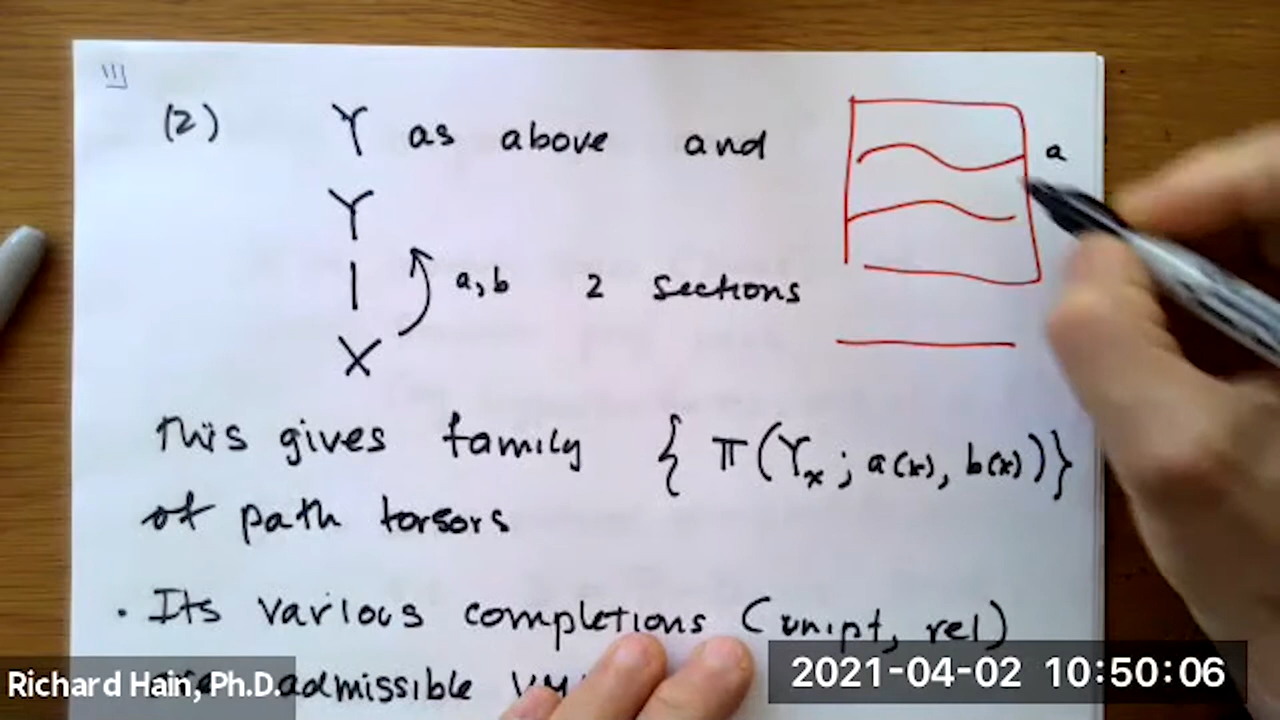 (2) Y as above and
a
Y
|
X
a, b 2 sections
This gives family { π(Yₓ ; a(x), b(x)) }
of path torsors
• Its various completions (unipt, rel)
admissible
Richard Hain, Ph.D.
2021-04-02 10:50:06